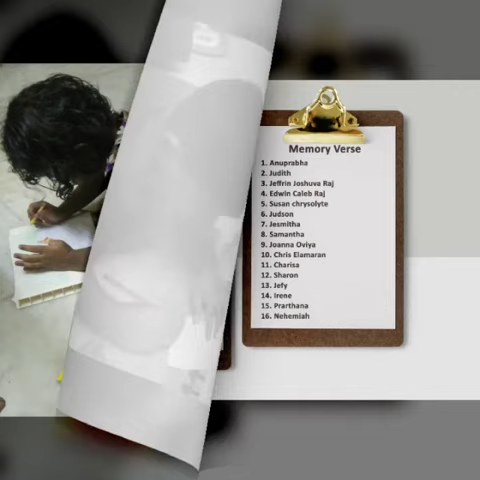 Memory Verse
1. Anuprabha
2. Judith
3. Jeffrin Joshuva Raj
4. Edwin Caleb Raj
5. Susan chrysolyte
6. Judson
7. Jesmitha
8. Samantha
9. Joanna Oviya
10. Chris Elamaran
11. Charisa
12. Sharon
13. Jefy
14. Irene
15. Prarthana
16. Nehemiah